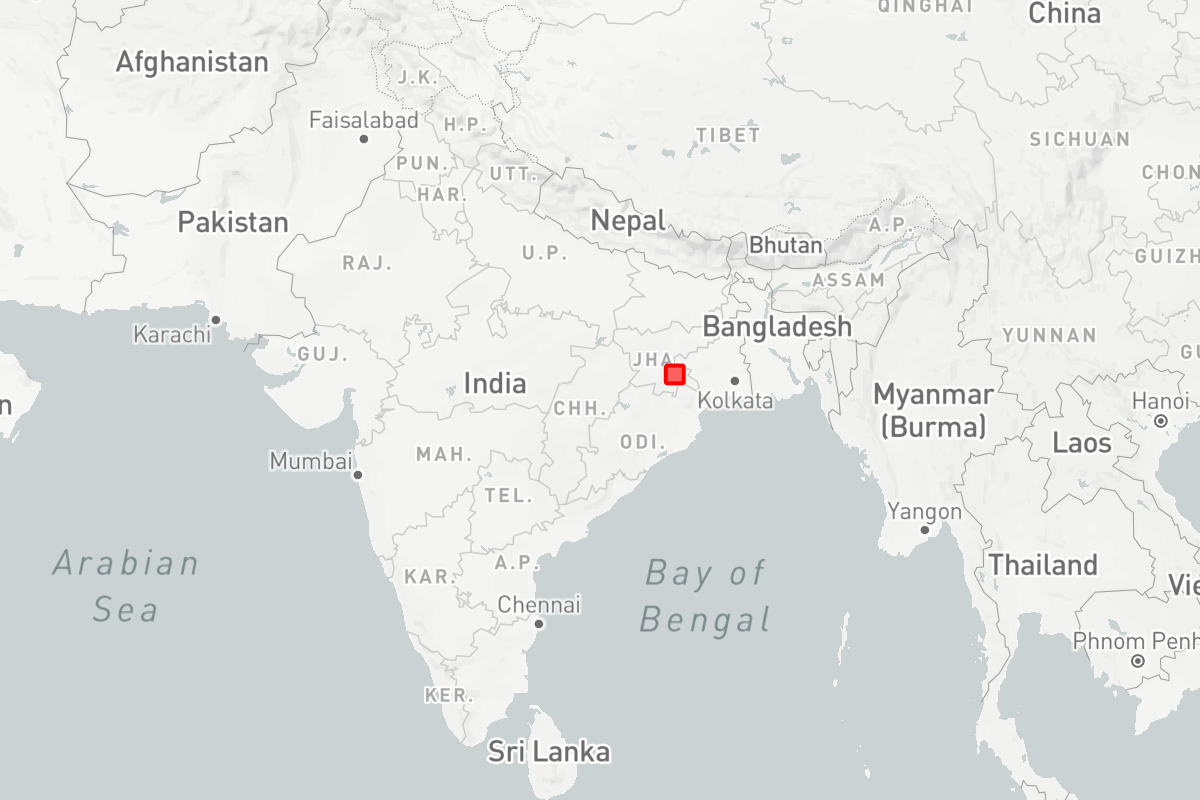 QINGHAI
China
Afghanistan
J.K.
Faisalabad
H.P.
TIBET
SICHUAN
PUN.
UTT.
CHON
HAR.
Pakistan
Nepal
A.P.
Bhutan
U.P.
RAJ.
ASSAM
GUIZH
Karachi
Bangladesh
YUNNAN
GUJ.
JHA
GU
India
Kolkata
Myanmar
(Burma)
Hanoi
n
CHH.
MAH.
ODI.
Laos
Mumbai
TEL.
Yangon
Arabian
Sea
A.P.
KAR.
Bay of
Bengal
Thailand
Vie
Chennai
Phnom Penh
KER.
Sri Lanka